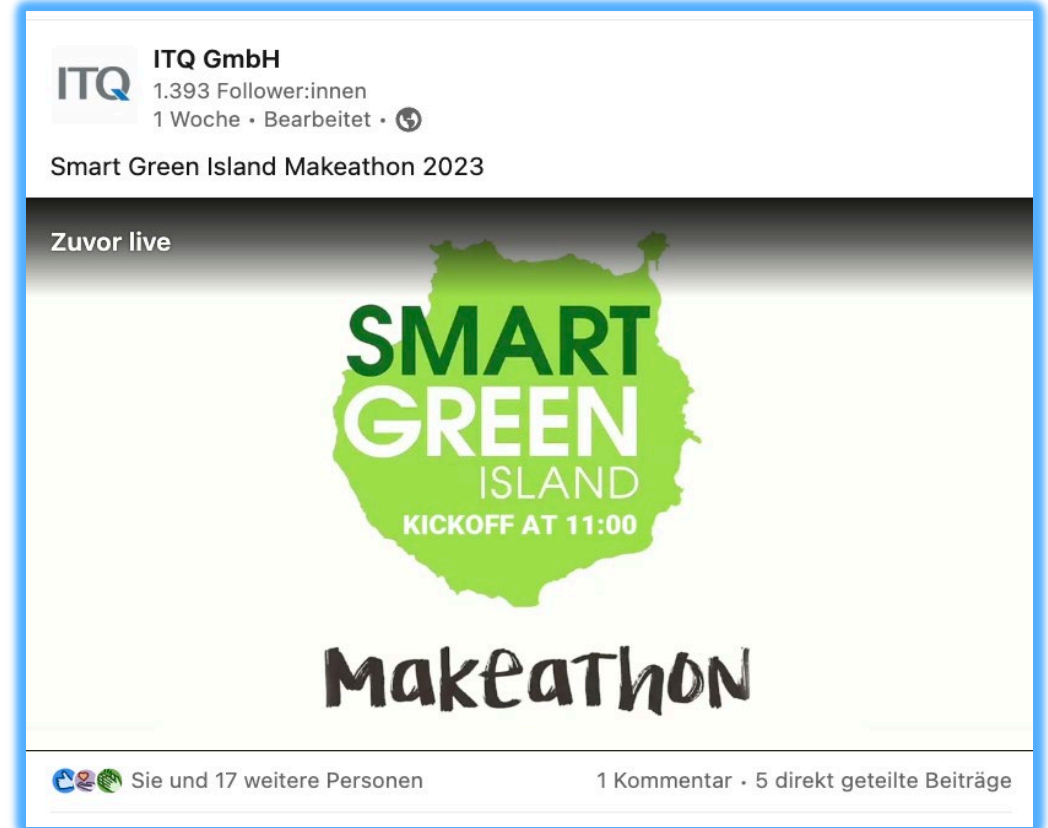 ITQ
ITQ GmbH
1.393 Follower:innen
1 Woche • Bearbeitet •
Smart Green Island Makeathon 2023
Zuvor live
SMART
GREEN
ISLAND
KICKOFF AT 11:00
Makeathon
Sie und 17 weitere Personen
1 Kommentar • 5 direkt geteilte Beiträge